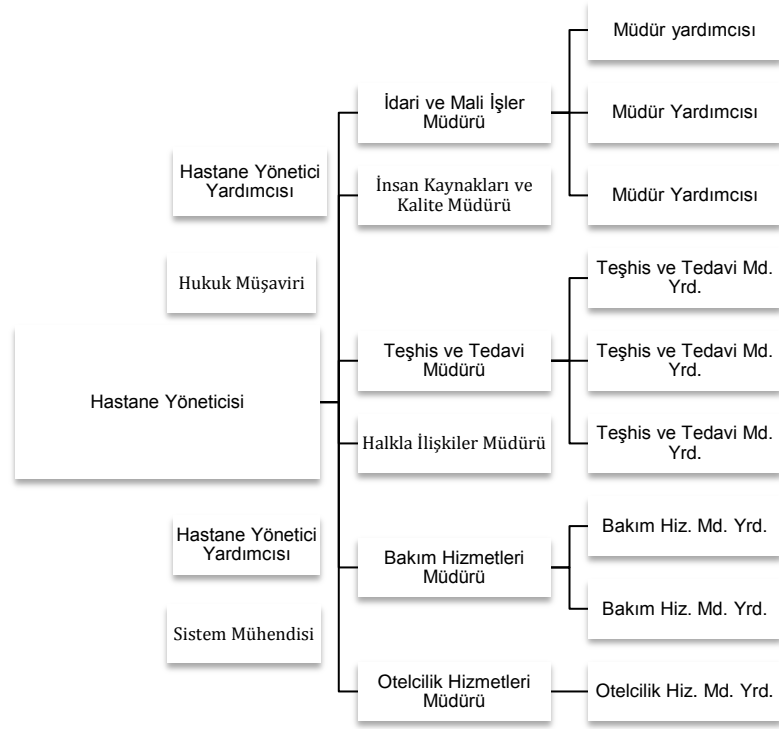 Hastane Yöneticisi
Hastane Yönetici
Yardımcısı
Hukuk Müşaviri
Hastane Yönetici
Yardımcısı
Sistem Mühendisi
İdari ve Mali İşler
Müdürü
Müdür yardımcısı
Müdür Yardımcısı
Müdür Yardımcısı
İnsan Kaynakları ve
Kalite Müdürü
Teşhis ve Tedavi
Müdürü
Teşhis ve Tedavi Md.
Yrd.
Teşhis ve Tedavi Md.
Yrd.
Teşhis ve Tedavi Md.
Yrd.
Halkla İlişkiler Müdürü
Bakım Hizmetleri
Müdürü
Bakım Hiz. Md. Yrd.
Bakım Hiz. Md. Yrd.
Otelcilik Hizmetleri
Müdürü
Otelcilik Hiz. Md. Yrd.